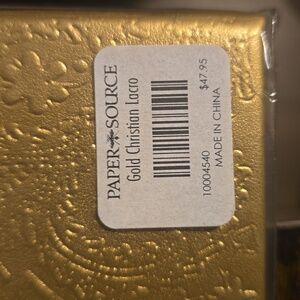 PAPER SOURCE
Gold Christian Lacro
10004540
MADE IN CHINA
$47.95